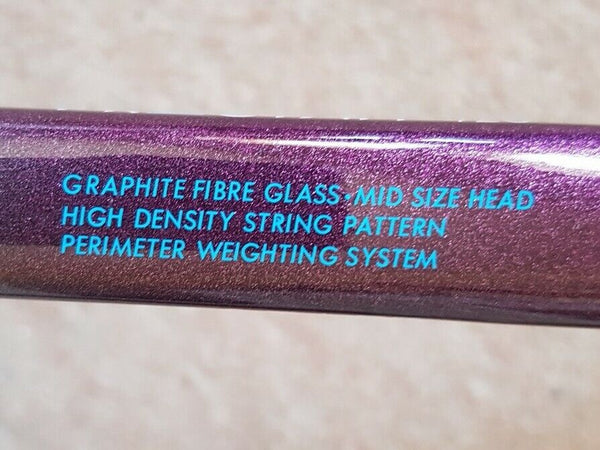 GRAPHITE FIBRE GLASS·MID SIZE HEAD
HIGH DENSITY STRING PATTERN
PERIMETER WEIGHTING SYSTEM